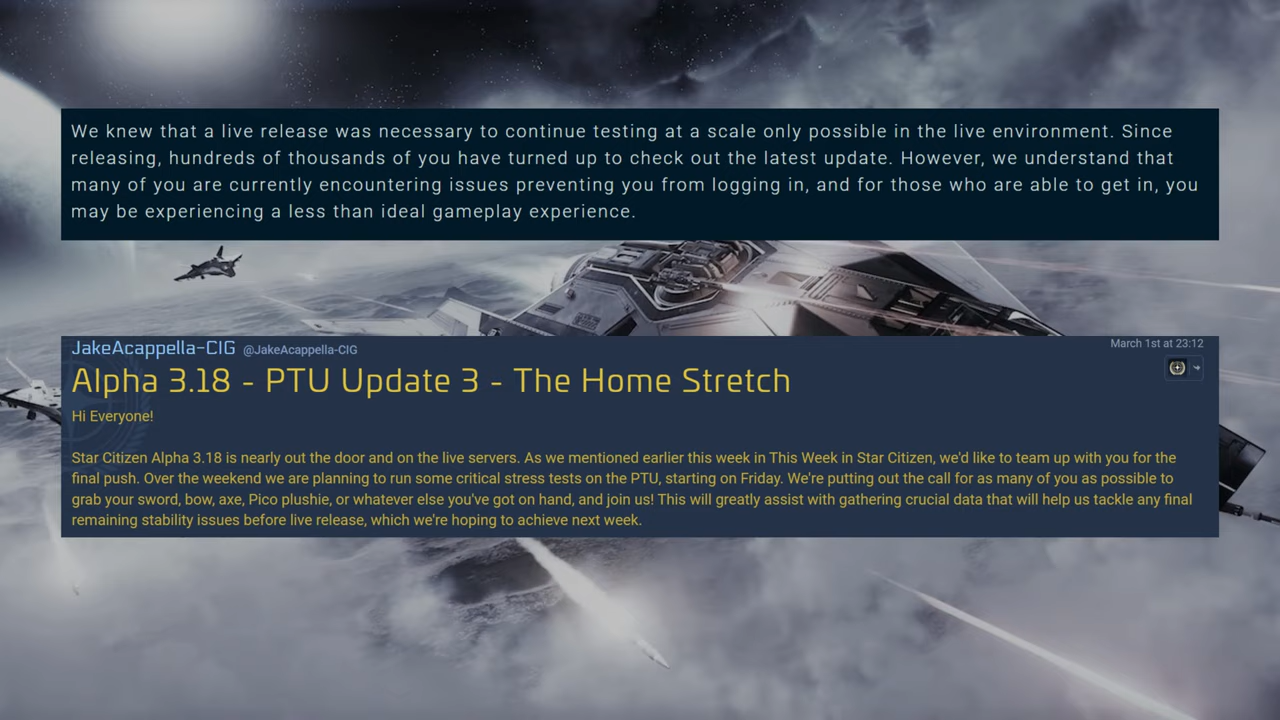 We knew that a live release was necessary to continue testing at a scale only possible in the live environment. Since
releasing, hundreds of thousands of you have turned up to check out the latest update. However, we understand that
many of you are currently encountering issues preventing you from logging in, and for those who are able to get in, you
may be experiencing a less than ideal gameplay experience.
JakeAcappella-CIG @JakeAcappella-CIG March 1st at 23:12
Alpha 3.18 - PTU Update 3 - The Home Stretch
Hi Everyone!
Star Citizen Alpha 3.18 is nearly out the door and on the live servers. As we mentioned earlier this week in This Week in Star Citizen, we'd like to team up with you for the
final push. Over the weekend we are planning to run some critical stress tests on the PTU, starting on Friday. We're putting out the call for as many of you as possible to
grab your sword, bow, axe, Pico plushie, or whatever else you've got on hand, and join us! This will greatly assist with gathering crucial data that will help us tackle any final
remaining stability issues before live release, which we're hoping to achieve next week.